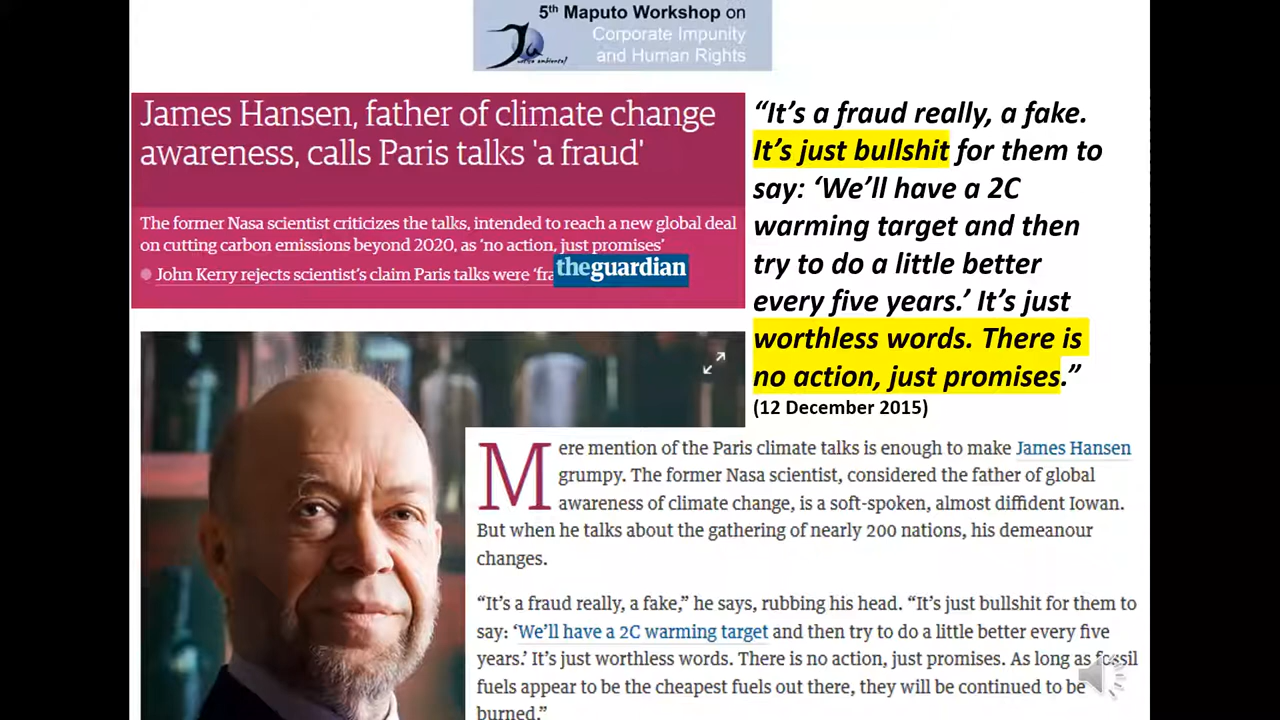 5th Maputo Workshop on
Corporate Impunity
and Human Rights
James Hansen, father of climate change
awareness, calls Paris talks 'a fraud'
The former Nasa scientist criticizes the talks, intended to reach a new global deal
on cutting carbon emissions beyond 2020, as ‘no action, just promises’
John Kerry rejects scientist's claim Paris talks were
theguardian
“It’s a fraud really, a fake.
It’s just bullshit for them to
say: ‘We’ll have a 2C
warming target and then
try to do a little better
every five years.’ It’s just
worthless words. There is
no action, just promises.”
(12 December 2015)
Mere mention of the Paris climate talks is enough to make James Hansen
grumpy. The former Nasa scientist, considered the father of global
awareness of climate change, is a soft-spoken, almost diffident Iowan.
But when he talks about the gathering of nearly 200 nations, his demeanour
changes.
“It’s a fraud really, a fake,” he says, rubbing his head. “It’s just bullshit for them to
say: ‘We’ll have a 2C warming target and then try to do a little better every five
years.’ It’s just worthless words. There is no action, just promises. As long as fossil
fuels appear to be the cheapest fuels out there, they will be continued to be
burned.”